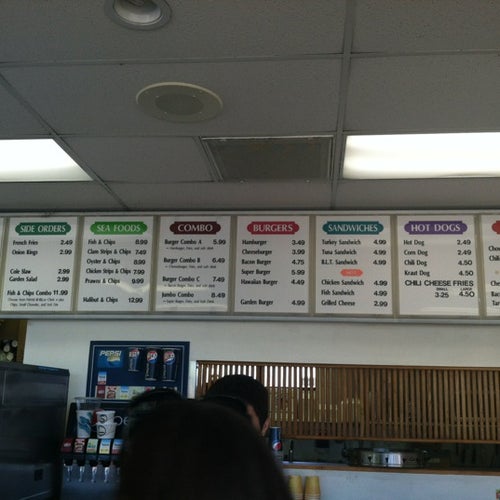 SIDE ORDERS
French Fries 2.49
Onion Rings 2.99
Cole Slaw
Garden Salad
Fish & Chips Combo 11.99
SEA FOODS
Fish & Chips 8.99
Clam Strips & Chips 7.49
Oyster & Chips 8.99
Chicken Strips & Chips 7.99
Prawns & Chips 9.99
Halibut & Chips 12.99
COMBO
Burger Combo A 5.99
Burger Combo B 6.49
Burger Combo C 7.49
Jumbo Combo 8.49
BURGERS
Hamburger 3.49
Cheeseburger 3.99
Bacon Burger 4.75
Super Burger 5.99
Hawaiian Burger 4.49
Garden Burger 4.49
SANDWICHES
Turkey Sandwich 4.99
Tuna Sandwich 4.99
B.L.T. Sandwich 4.99
HOT
Chicken Sandwich 4.99
Fish Sandwich 4.99
Grilled Cheese 2.99
HOT DOGS
Hot Dog 2.49
Corn Dog 2.49
Chili Dog 4.50
Kraut Dog 4.50
CHILI CHEESE FRIES
SMALL LARGE
3.25 4.50
PEPSI